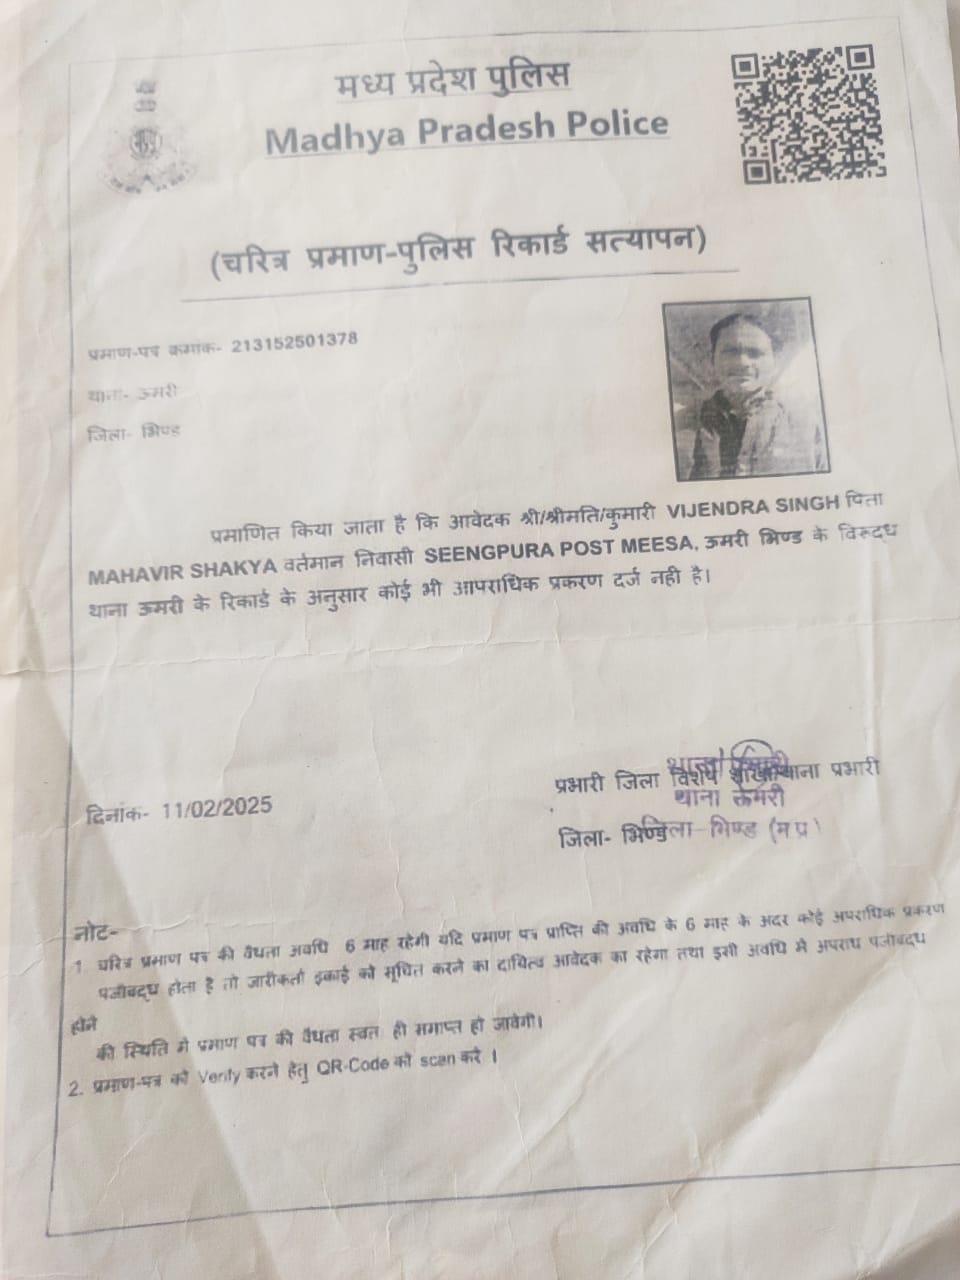 मध्य प्रदेश पुलिस
Madhya Pradesh Police
(चरित्र प्रमाण-पुलिस रिकार्ड सत्यापन)
प्रमाण-पत्र कमाक- 213152501378
थाना- ऊमरी
जिला- भिण्ड
प्रमाणित किया जाता है कि आवेदक श्री/श्रीमति/कुमारी VIJENDRA SINGH पिता
MAHAVIR SHAKYA वर्तमान निवासी SEENGPURA POST MEESA, ऊमरी भिण्ड के विरूद्ध
थाना ऊमरी के रिकार्ड के अनुसार कोई भी आपराधिक प्रकरण दर्ज नही है।
थाना प्रभारी
प्रभारी जिला विशेष शाखा/थाना प्रभारी
थाना ऊमरी
दिनांक- 11/02/2025
जिला- भिण्ड
जिला-भिण्ड (म प्र)
नोट-
1. चरित्र प्रमाण पत्र की वैधता अवधि 6 माह रहेगी यदि प्रमाण पत्र प्राप्ति की अवधि के 6 माह के अदर कोई अपराधिक प्रकरण
पंजीबद्ध होता है तो जारीकर्ता इकाई को सूचित करने का दायित्व आवेदक का रहेगा तथा इसी अवधि मे अपराध पंजीबद्ध
होने
की स्थिति मे प्रमाण पत्र की वैधता स्वत ही समाप्त हो जावेगी।
2. प्रमाण-पत्र को Verify करने हेतु QR-Code को scan करे ।